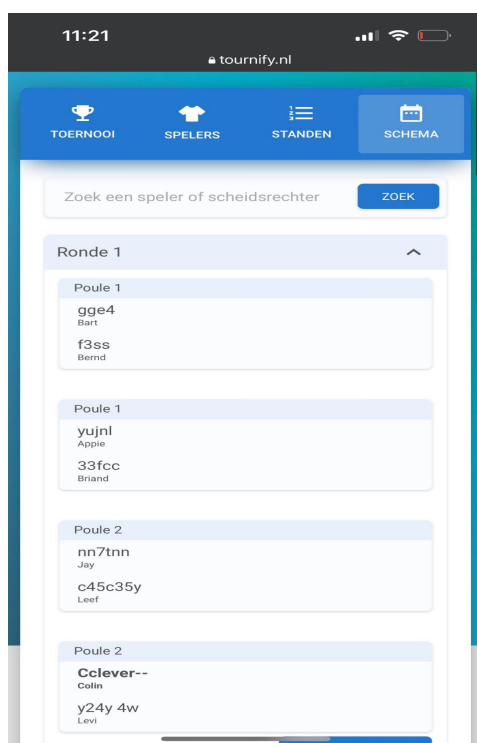 11:21
tournify.nl
TOERNOOI SPELERS STANDEN SCHEMA
Zoek een speler of scheidsrechter ZOEK
Ronde 1
Poule 1
gge4
Bart
f3ss
Bernd
Poule 1
yujnl
Appie
33fcc
Briand
Poule 2
nn7tnn
Jay
c45c35y
Leef
Poule 2
Cclever--
Colin
y24y 4w
Levi